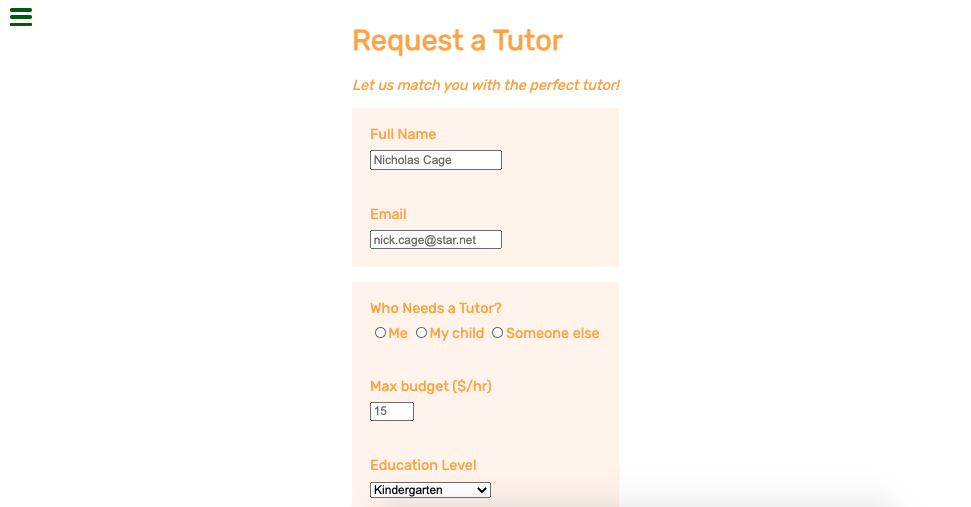 Request a Tutor
Let us match you with the perfect tutor!
Full Name
Nicholas Cage
Email
nick.cage@star.net
Who Needs a Tutor?
Me My child Someone else
Max budget ($/hr)
15
Education Level
Kindergarten